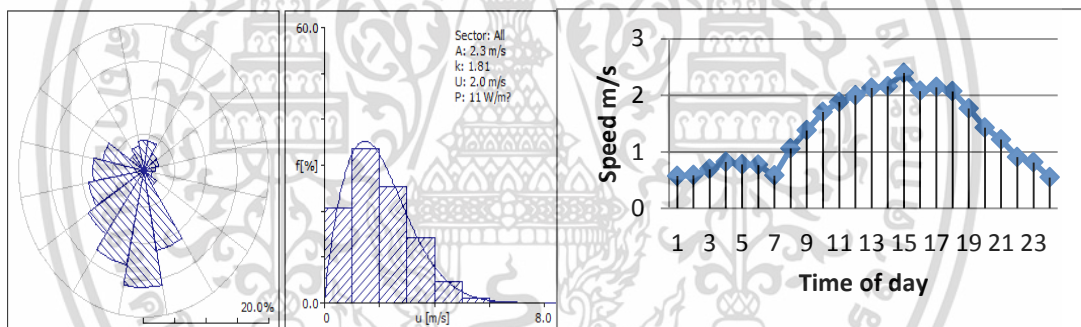 20.0%
60.0
Sector: All
A: 2.3 m/s
k: 1.81
U: 2.0 m/s
P: 11 W/m?
f[%]
0.0
u [m/s]
8.0
Speed m/s
3
2
1
0
1 3 5 7 9 11 13 15 17 19 21 23
Time of day